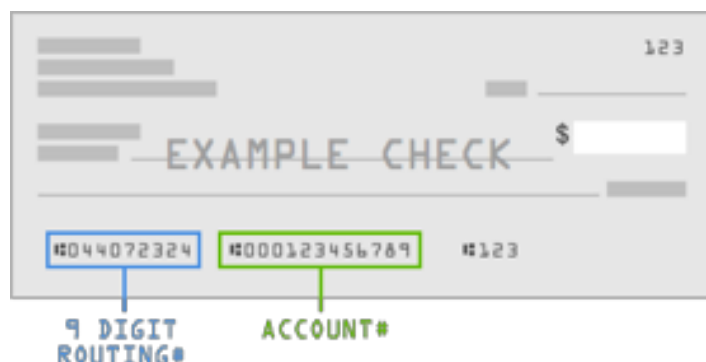 123
$
EXAMPLE CHECK
⑆044072324 ⑆000123456789 ⑆123
9 DIGIT ACCOUNT#
ROUTING#